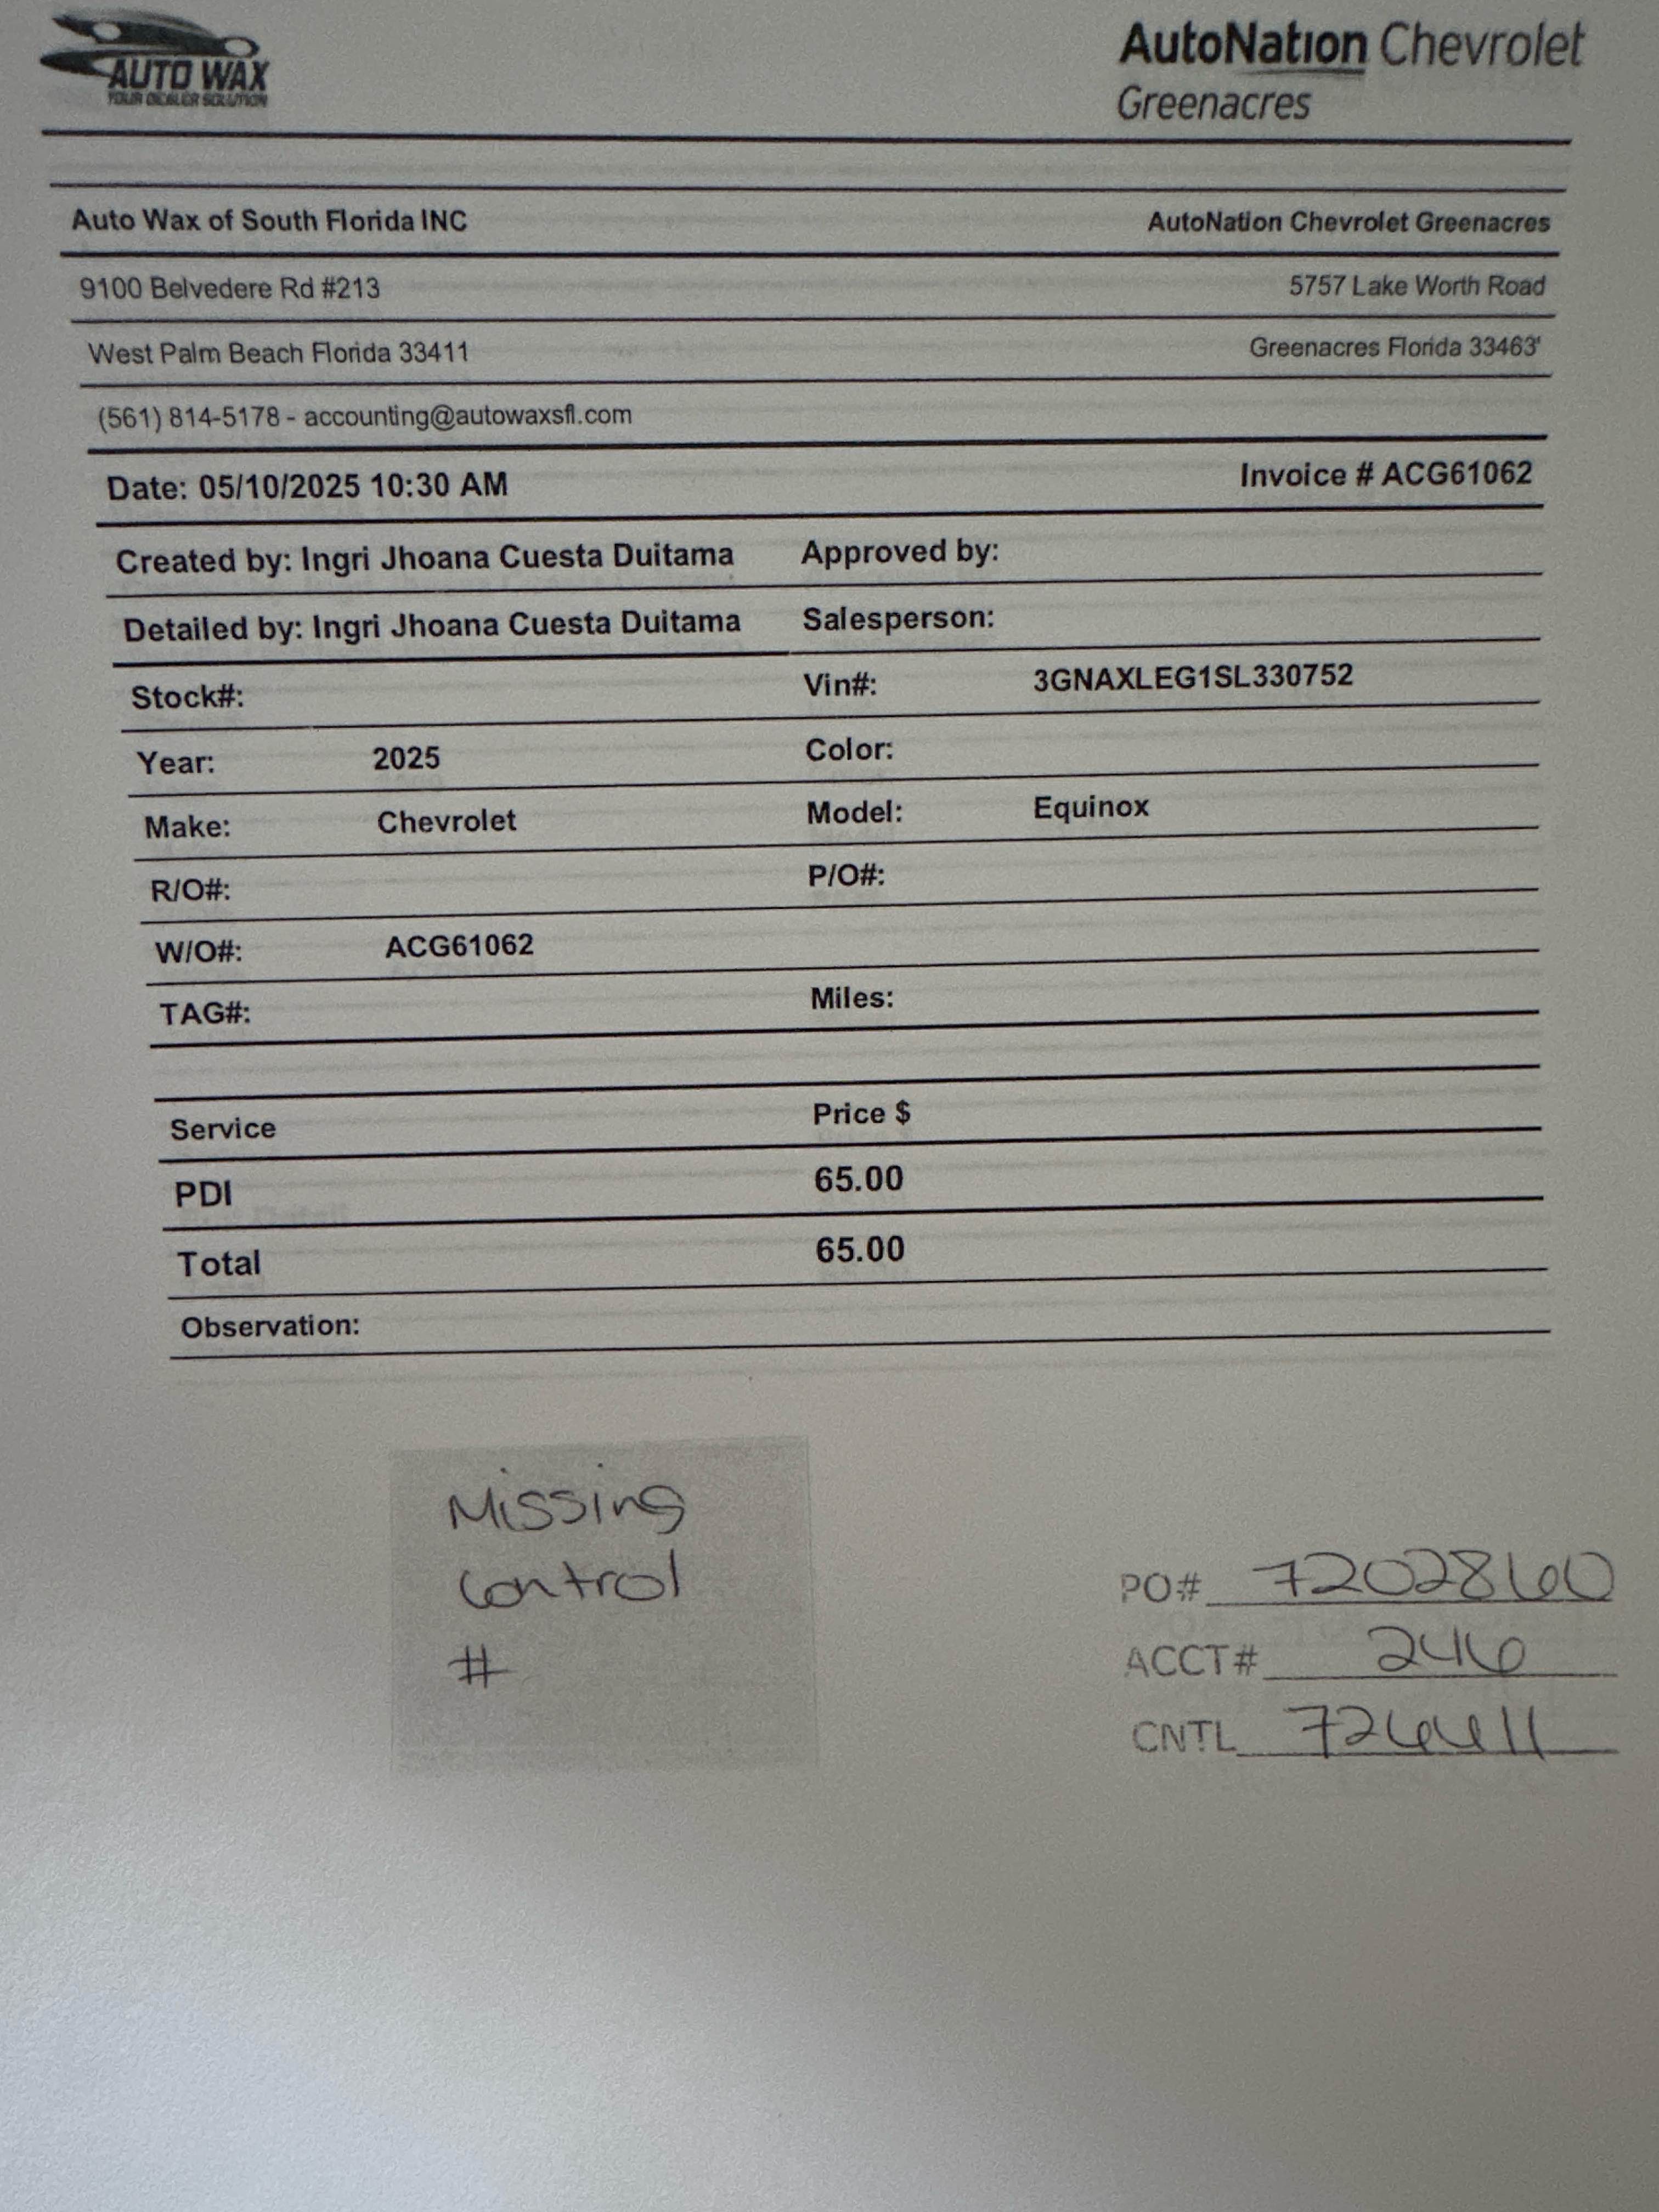 AUTO WAX
YOUR DEALER SOLUTION
AutoNation Chevrolet
Greenacres
Auto Wax of South Florida INC AutoNation Chevrolet Greenacres
9100 Belvedere Rd #213 5757 Lake Worth Road
West Palm Beach Florida 33411 Greenacres Florida 33463'
(561) 814-5178 - accounting@autowaxsfl.com
Date: 05/10/2025 10:30 AM Invoice # ACG61062
Created by: Ingri Jhoana Cuesta Duitama Approved by:
Detailed by: Ingri Jhoana Cuesta Duitama Salesperson:
Stock#: Vin#: 3GNAXLEG1SL330752
Year: 2025 Color:
Make: Chevrolet Model: Equinox
R/O#: P/O#:
W/O#: ACG61062
TAG#: Miles:
Service Price $
PDI 65.00
Total 65.00
Observation:
Missing
Control
#
PO# 7202860
ACCT# 246
CNTL